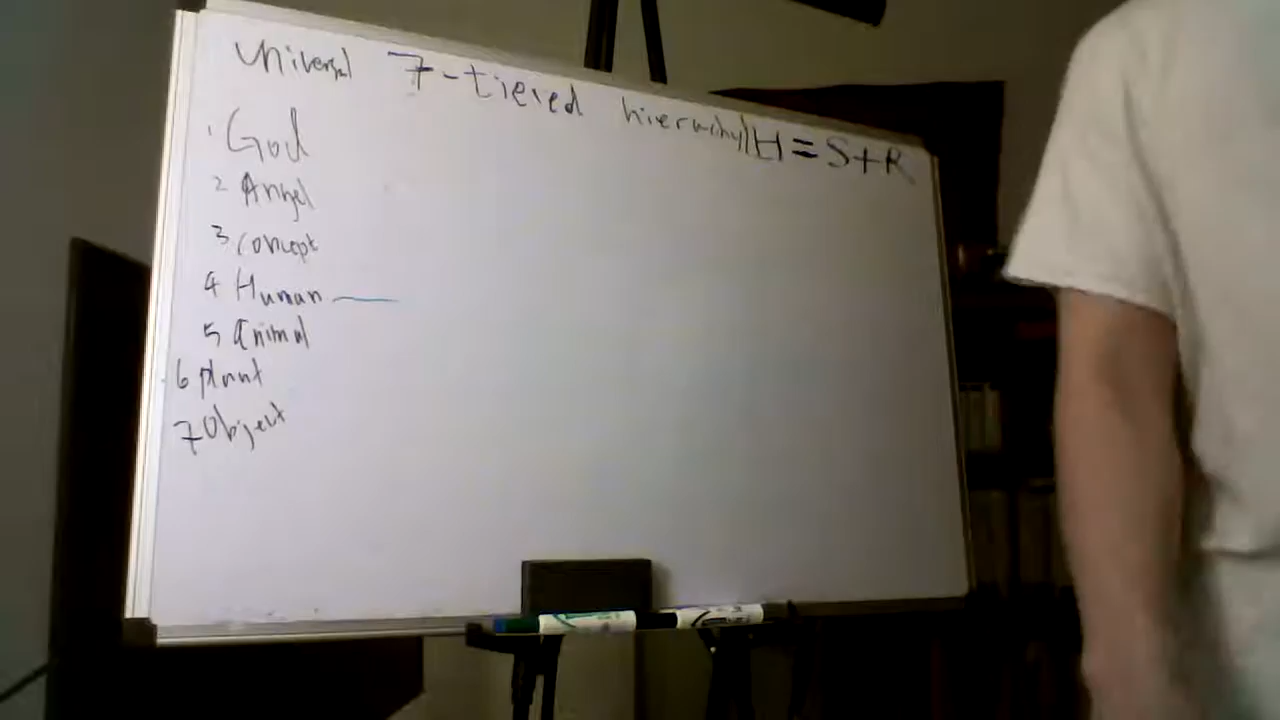 Universal 7-tiered hierarchy H = S + R
1 God
2 Angel
3 Concept
4 Human
5 Animal
6 plant
7 Object